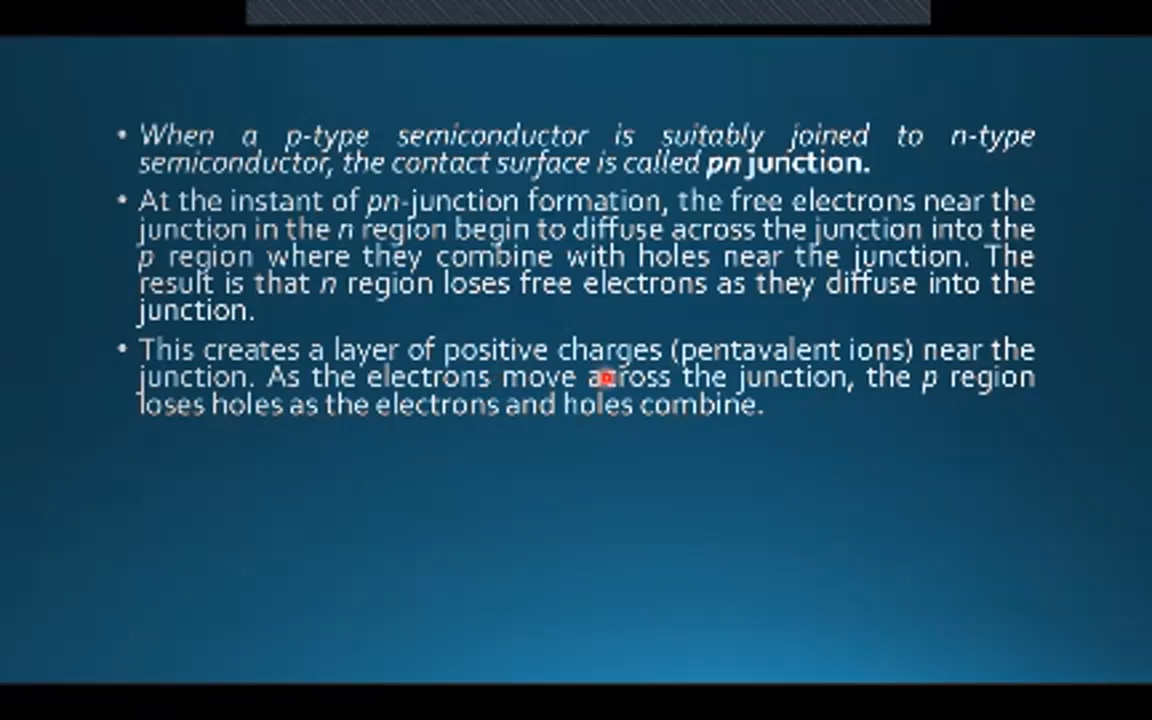 • When a p-type semiconductor is suitably joined to n-type
semiconductor, the contact surface is called pn junction.
• At the instant of pn-junction formation, the free electrons near the
junction in the n region begin to diffuse across the junction into the
p region where they combine with holes near the junction. The
result is that n region loses free electrons as they diffuse into the
junction.
• This creates a layer of positive charges (pentavalent ions) near the
junction. As the electrons move across the junction, the p region
loses holes as the electrons and holes combine.